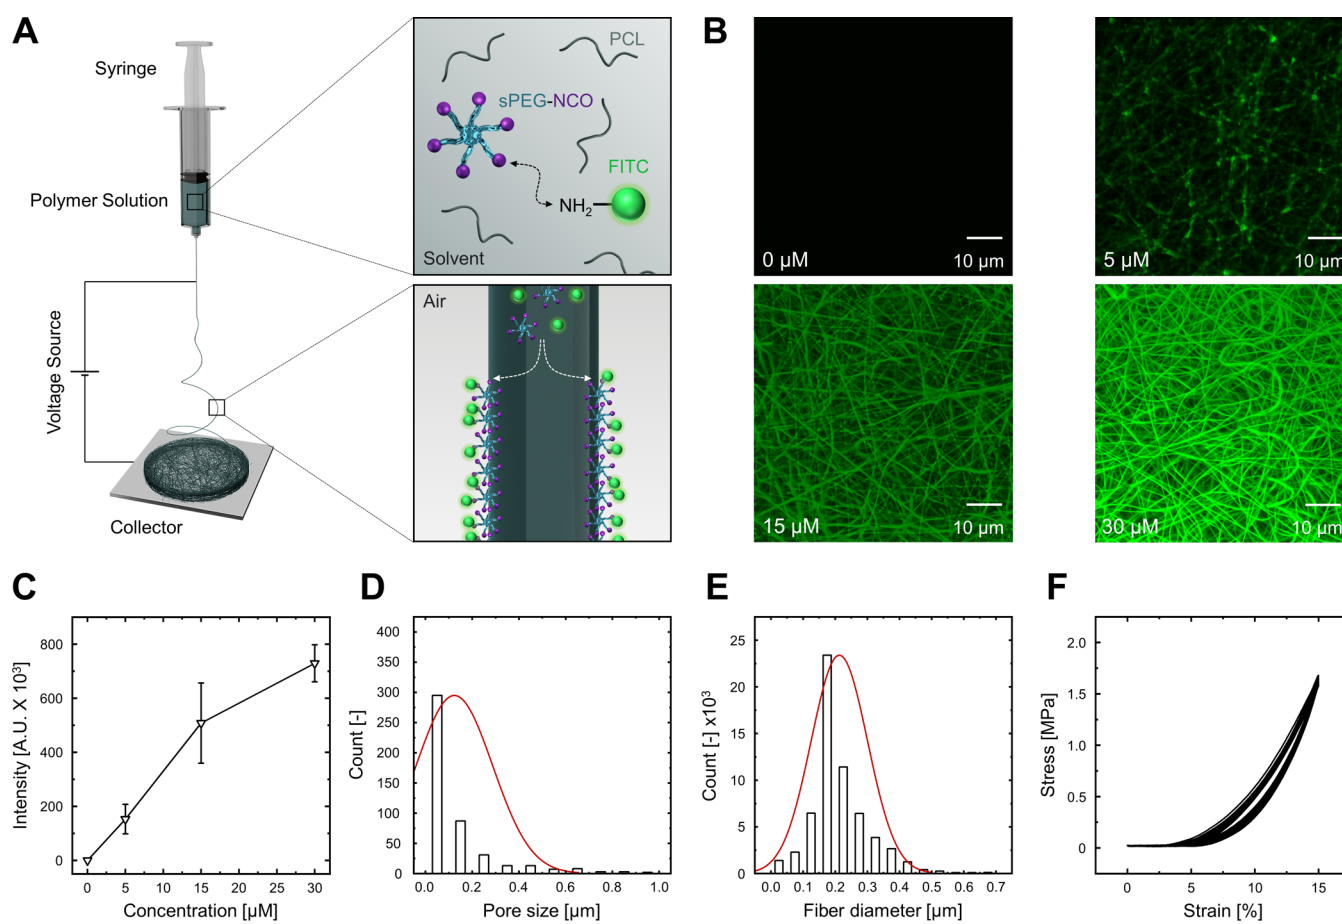 A
Syringe
Polymer Solution
Voltage Source
Collector
PCL
sPEG-NCO
FITC
NH2
Solvent
Air
B
0 µM
10 µm
5 µM
10 µm
15 µM
10 µm
30 µM
10 µm
C
Intensity [A.U. X 10³]
800
600
400
200
0
0 5 10 15 20 25 30
Concentration [µM]
D
Count [-]
400
350
300
250
200
150
100
50
0
0.0 0.2 0.4 0.6 0.8 1.0
Pore size [µm]
E
Count [-] x10³
25
20
15
10
5
0
0.0 0.1 0.2 0.3 0.4 0.5 0.6 0.7
Fiber diameter [µm]
F
Stress [MPa]
2.0
1.5
1.0
0.5
0
0 5 10 15
Strain [%]